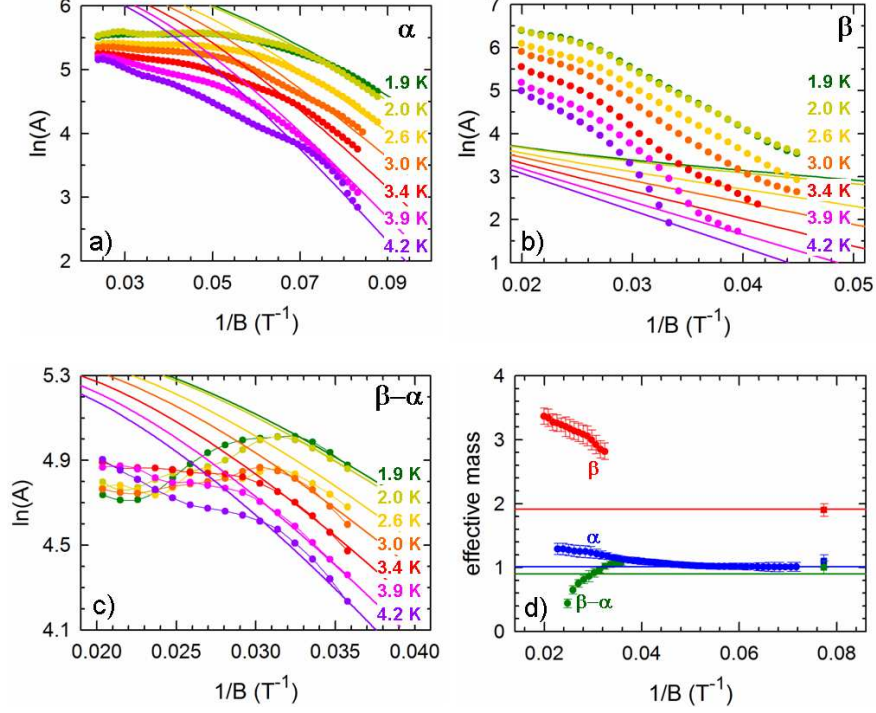 6
5
4
3
2
ln(A)
α
1.9 K
2.0 K
2.6 K
3.0 K
3.4 K
3.9 K
4.2 K
a)
0.03 0.05 0.07 0.09
1/B (T⁻¹)
7
6
5
4
3
2
1
ln(A)
β
1.9 K
2.0 K
2.6 K
3.0 K
3.4 K
3.9 K
4.2 K
b)
0.02 0.03 0.04 0.05
1/B (T⁻¹)
5.3
4.9
4.5
4.1
ln(A)
β−α
1.9 K
2.0 K
2.6 K
3.0 K
3.4 K
3.9 K
4.2 K
c)
0.020 0.025 0.030 0.035 0.040
1/B (T⁻¹)
4
3
2
1
0
effective mass
β
α
β−α
d)
0.02 0.04 0.06 0.08
1/B (T⁻¹)